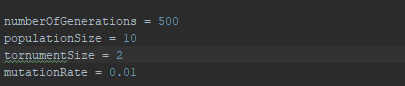 numberOfGenerations = 500
populationSize = 10
tornumentSize = 2
mutationRate = 0.01